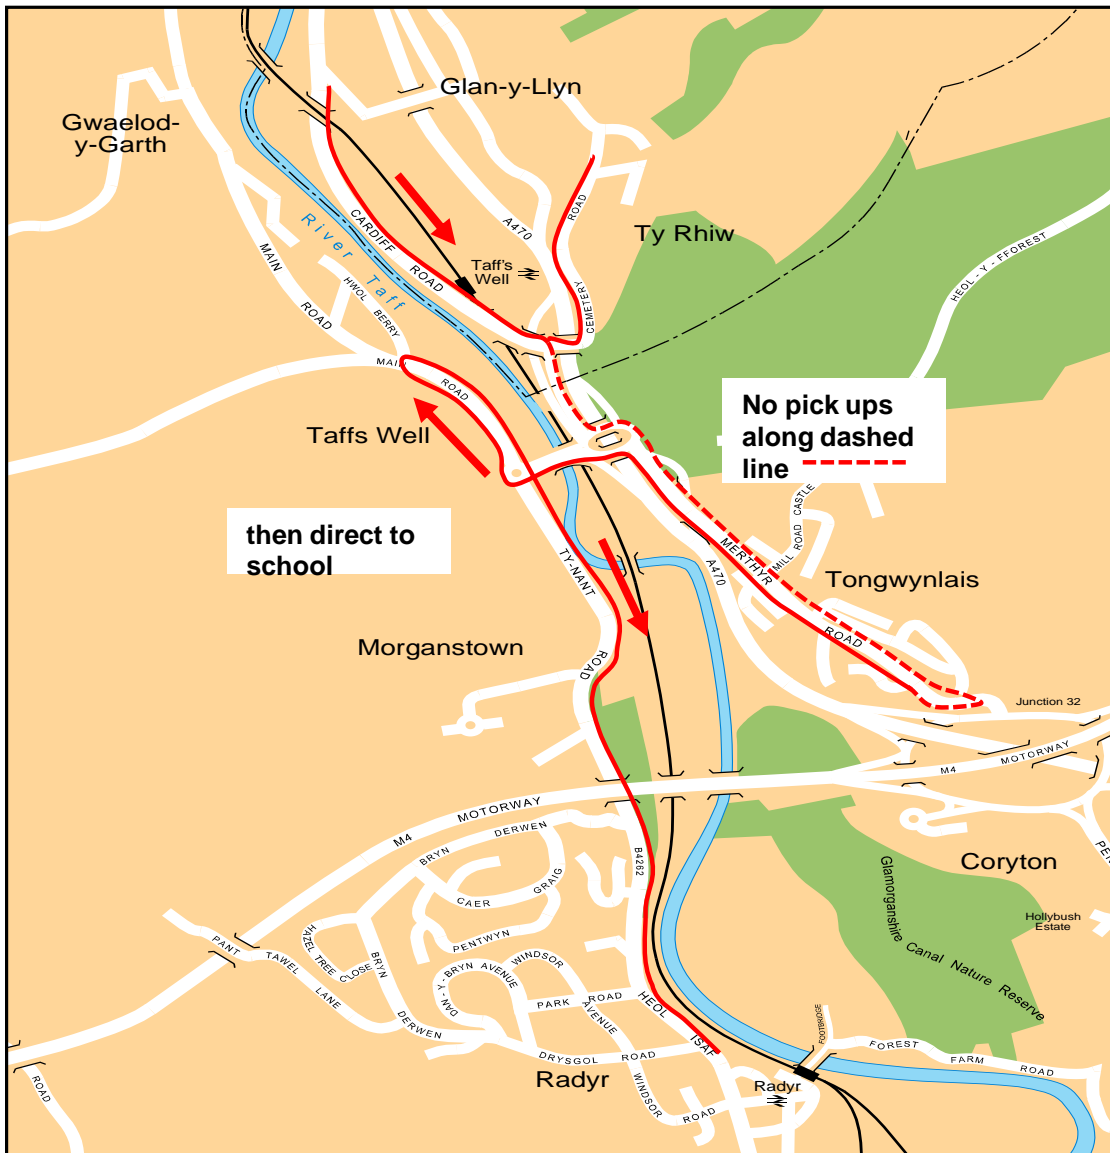 Glan-y-Llyn
Gwaelod-
y-Garth
CARDIFF
ROAD
A470
ROAD
CEMETERY
Ty Rhiw
HEOL - Y - FFOREST
River Taff
MAIN
ROAD
HWOL BERRY
Taff's
Well
MAIN
ROAD
Taffs Well
No pick ups
along dashed
line
then direct to
school
MILL ROAD CASTLE
MERTHYR
ROAD
A470
Tongwynlais
TY-NANT
ROAD
Morganstown
Junction 32
M4 MOTORWAY
M4 MOTORWAY
BRYN DERWEN
B4262
CAER GRAIG
PENTWYN
Coryton
Glamorganshire Canal Nature Reserve
Hollybush
Estate
PANT TAWEL LANE
HAZEL TREE CLOSE
BRYN
DERWEN
DAN-Y-BRYN AVENUE
WINDSOR
AVENUE
PARK ROAD
HEOL
ISAF
DRYSGOL ROAD
WINDSOR
ROAD
Radyr
Radyr
FOOTBRIDGE
FOREST
FARM ROAD
ROAD